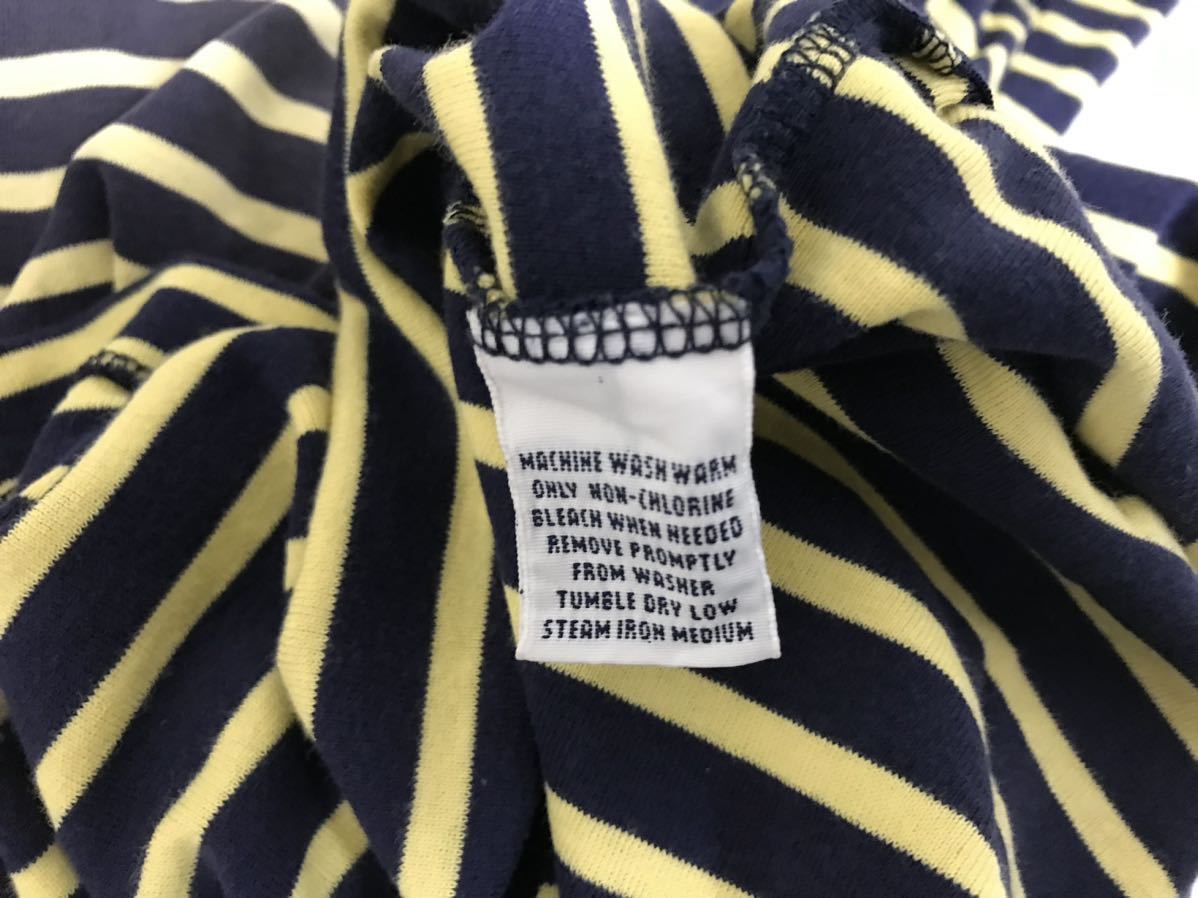 MACHINE WASH WARM
ONLY NON-CHLORINE
BLEACH WHEN NEEDED
REMOVE PROMPTLY
FROM WASHER
TUMBLE DRY LOW
STEAM IRON MEDIUM